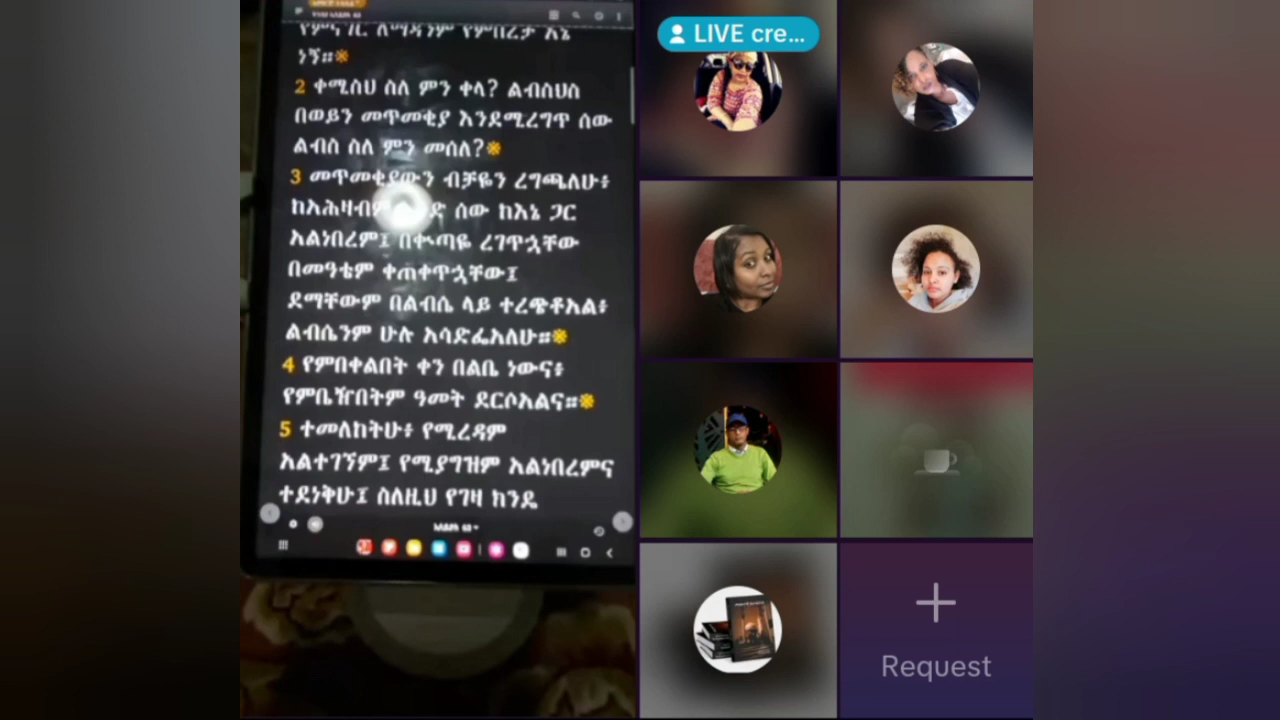 ነኝ።※
2 ቀሚስህ ስለ ምን ቀላ? ልብስህስ
በወይን መጥመቂያ እንደሚረግጥ ሰው
ልብስ ስለ ምን መሰለ?※
3 መጥመቂያውን ብቻዬን ረግጫለሁ፥
ሰው ከእኔ ጋር
አልነበረም፤ በቍጣዬ ረገጥኋቸው
በመዓቴም ቀጠቀጥኋቸው፤
ደማቸውም በልብሴ ላይ ተረጭቶአል፥
ልብሴንም ሁሉ አሳድፌአለሁ።※
4 የምበቀልበት ቀን በልቤ ነውና፥
የምቤዥበትም ዓመት ደርሶአልና።※
5 ተመለከትሁ፥ የሚረዳም
አልተገኘም፤ የሚያግዝም አልነበረምና
ተደነቅሁ፤ ስለዚህ የገዛ ክንዴ
LIVE cre...
Request